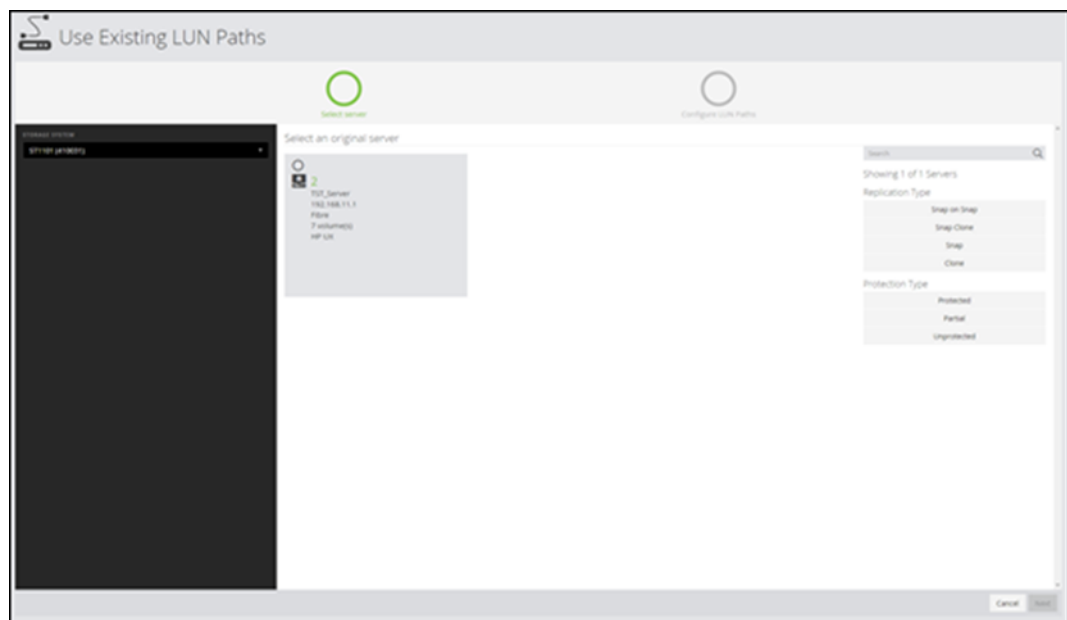 Use Existing LUN Paths
Select server
Configure LUN Paths
STORAGE SYSTEM
Select an original server
2
TST_Server
192.168.11.1
Fibre
7 volume(s)
HP UX
Search
Showing 1 of 1 Servers
Replication Type
Snap on Snap
Snap Clone
Snap
Clone
Protection Type
Protected
Partial
Unprotected
Cancel
Next